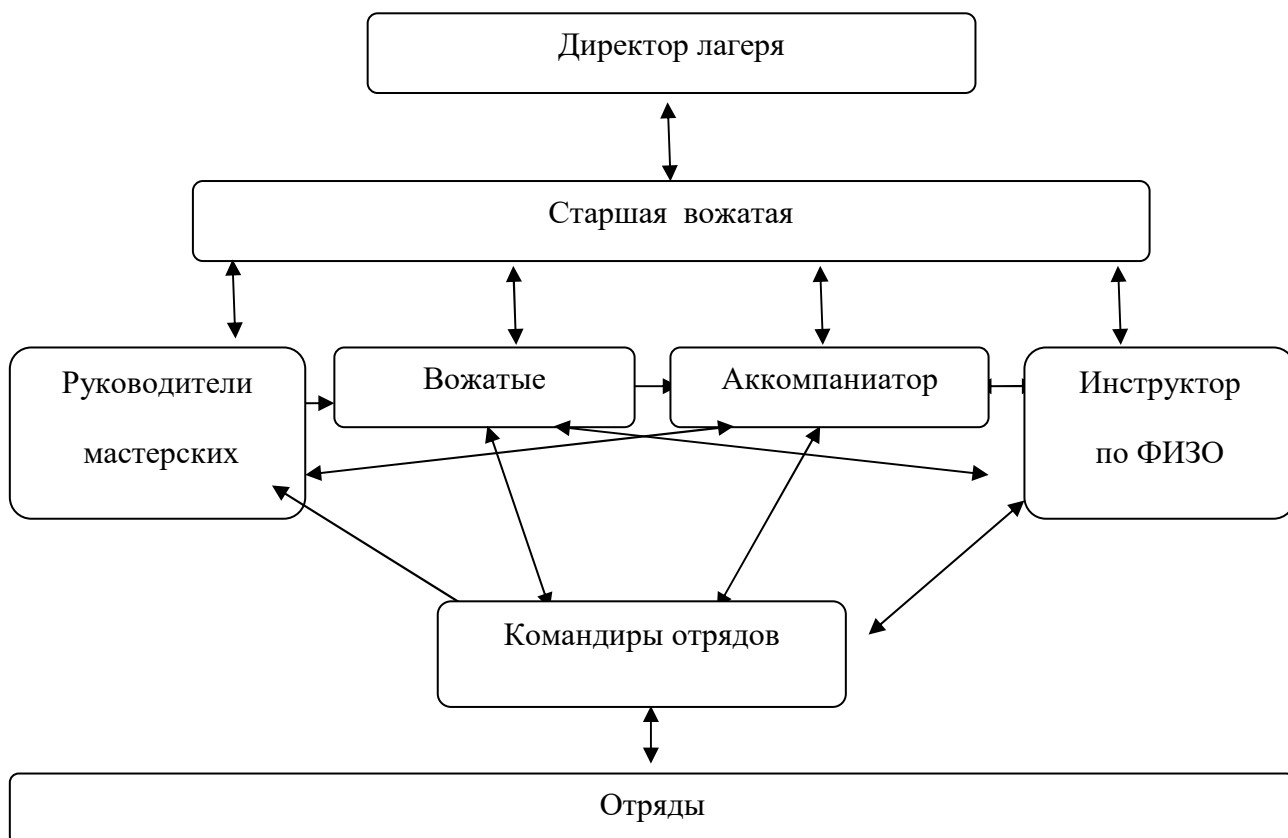 Директор лагеря
Старшая вожатая
Руководители
мастерских
Вожатые
Аккомпаниатор
Инструктор
по ФИЗО
Командиры отрядов
Отряды